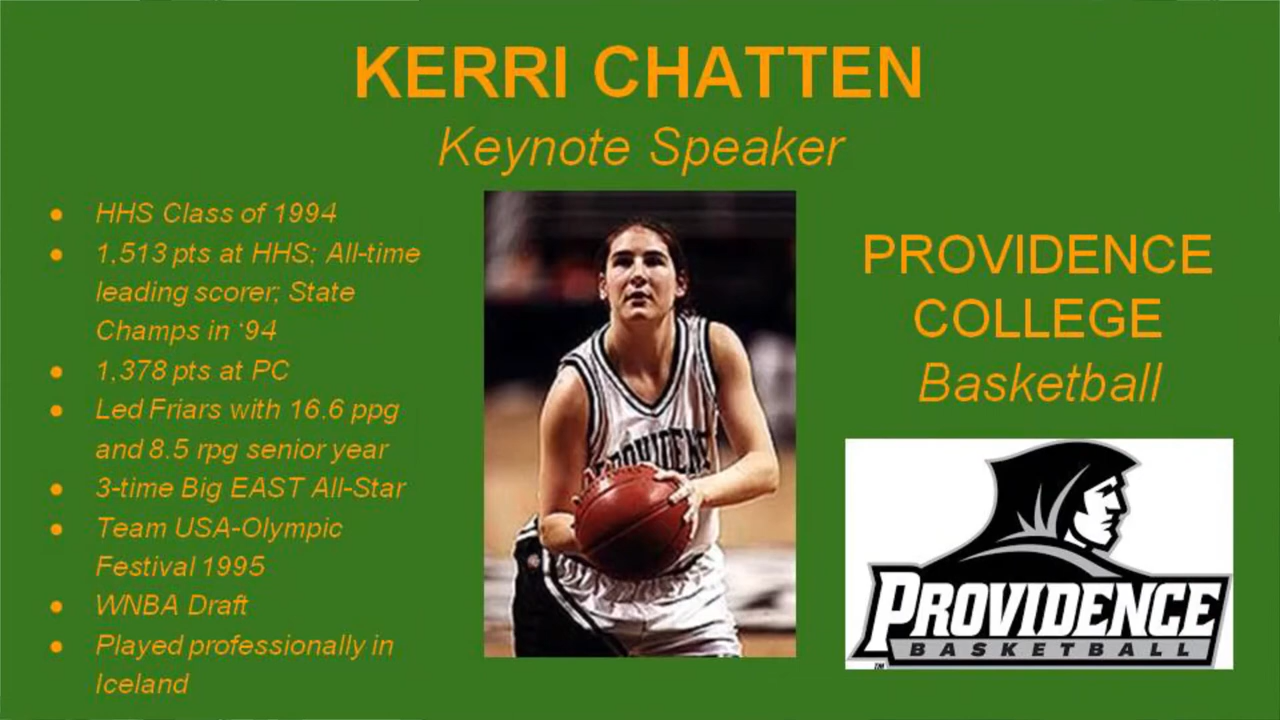 KERRI CHATTEN
Keynote Speaker
● HHS Class of 1994
● 1,513 pts at HHS; All-time
leading scorer; State
Champs in ‘94
● 1,378 pts at PC
● Led Friars with 16.6 ppg
and 8.5 rpg senior year
● 3-time Big EAST All-Star
● Team USA-Olympic
Festival 1995
● WNBA Draft
● Played professionally in
Iceland
PROVIDENCE
PROVIDENCE
COLLEGE
Basketball
PROVIDENCE
BASKETBALL
TM